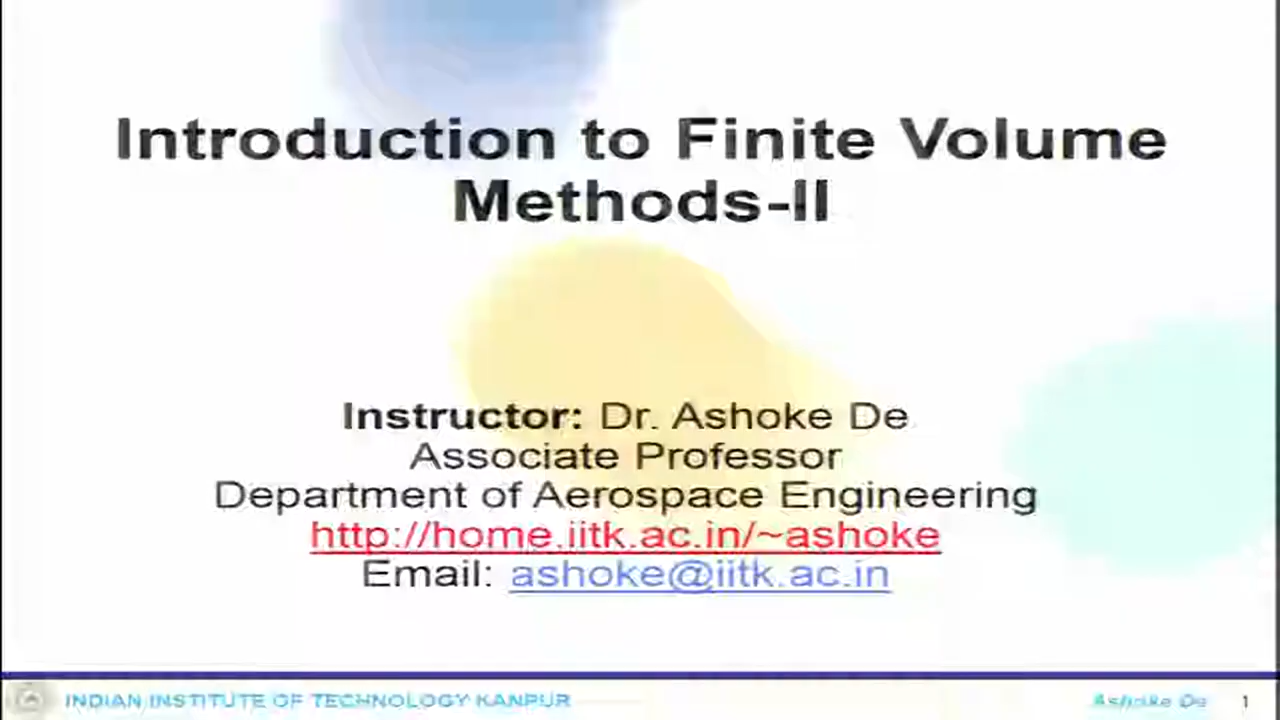 Introduction to Finite Volume
Methods-II
Instructor: Dr. Ashoke De
Associate Professor
Department of Aerospace Engineering
http://home.iitk.ac.in/~ashoke
Email: ashoke@iitk.ac.in
INDIAN INSTITUTE OF TECHNOLOGY KANPUR
Ashoke De 1